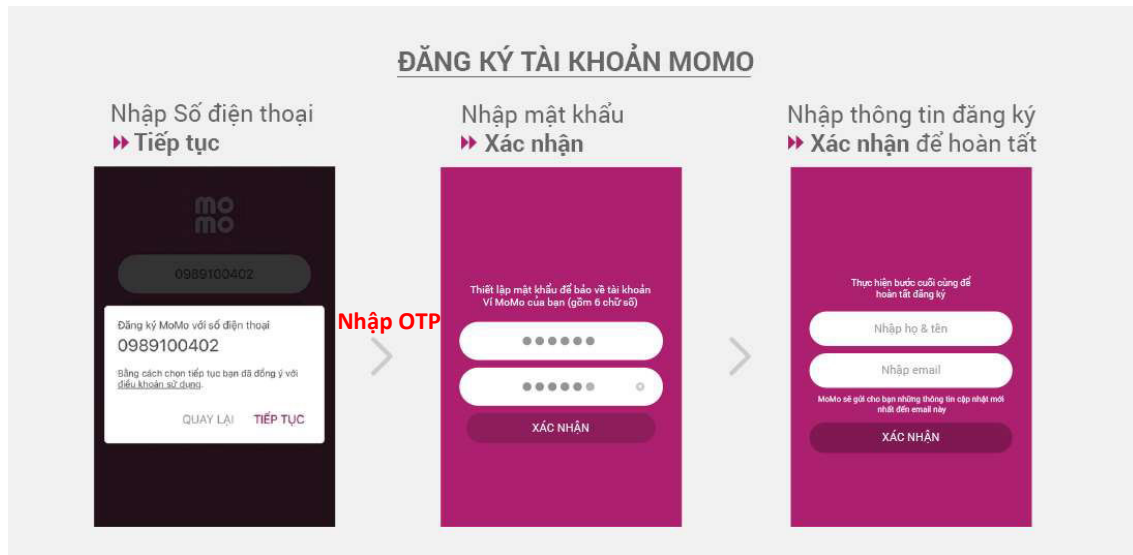 ĐĂNG KÝ TÀI KHOẢN MOMO
Nhập Số điện thoại
Tiếp tục
mo
mo
0989100402
Đăng ký MoMo với số điện thoại
0989100402
Bằng cách chọn tiếp tục bạn đã đồng ý với
điều khoản sử dụng.
QUAY LẠI TIẾP TỤC
Nhập OTP
Nhập mật khẩu
Xác nhận
Thiết lập mật khẩu để bảo về tài khoản
Ví MoMo của bạn (gồm 6 chữ số)
XÁC NHẬN
Nhập thông tin đăng ký
Xác nhận để hoàn tất
Thực hiện bước cuối cùng để
hoàn tất đăng ký
Nhập họ & tên
Nhập email
MoMo sẽ gửi cho bạn những thông tin cập nhật mới
nhất đến email này
XÁC NHẬN